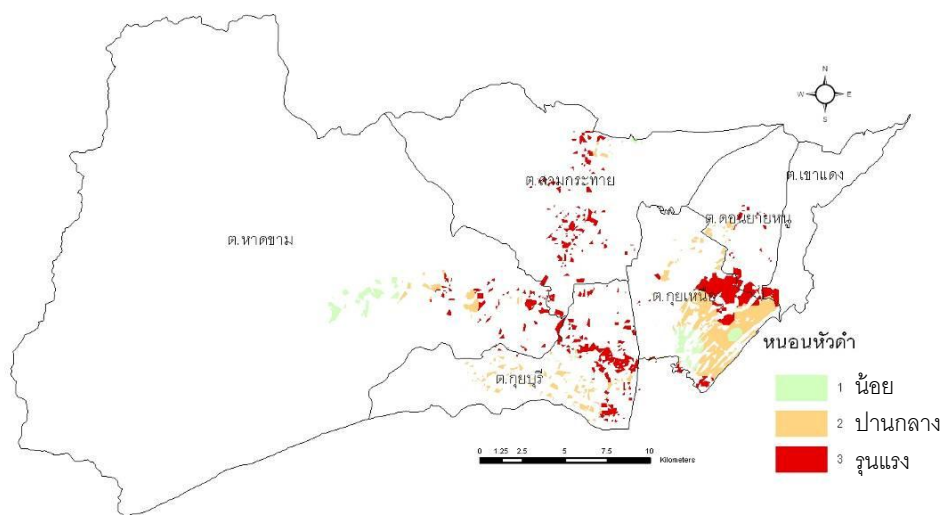 N
W E
S
ต.เขาแดง
ต.สามกระทาย
ต.ดอนยายหนู
ต.หาดขาม
ต.กุยเหนือ
หนอนหัวดำ
ต.กุยบุรี
1 น้อย
2 ปานกลาง
3 รุนแรง
0 1.25 2.5 5 7.5 10
Kilometers